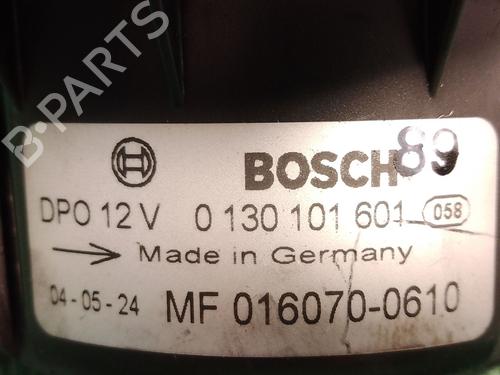 B-PARTS
BOSCH 89
DPO 12 V 0 130 101 601 058
Made in Germany
04-05-24 MF 016070-0610